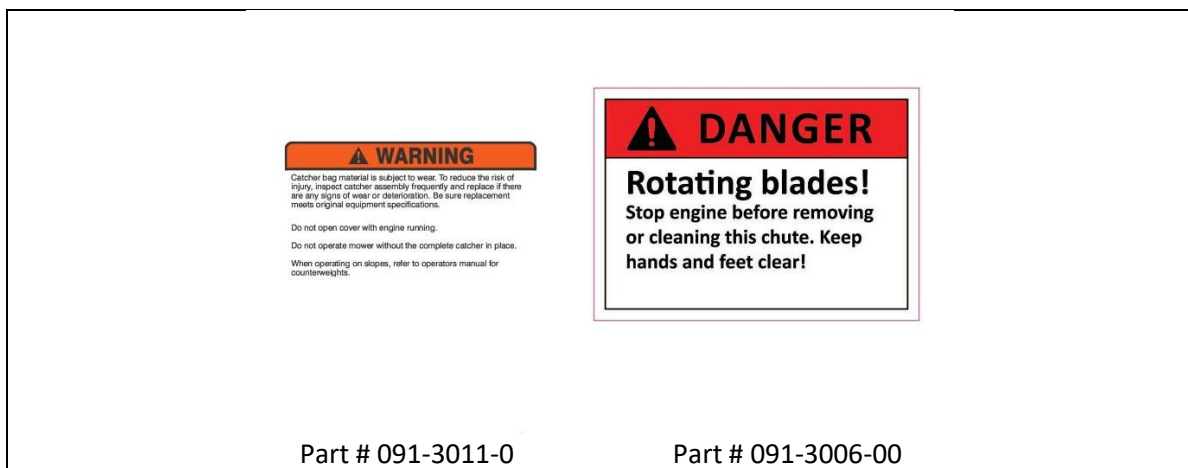 WARNING
Catcher bag material is subject to wear. To reduce the risk of
injury, inspect catcher assembly frequently and replace if there
are any signs of wear or deterioration. Be sure replacement
meets original equipment specifications.
Do not open cover with engine running.
Do not operate mower without the complete catcher in place.
When operating on slopes, refer to operators manual for
counterweights.
DANGER
Rotating blades!
Stop engine before removing
or cleaning this chute. Keep
hands and feet clear!
Part # 091-3011-0
Part # 091-3006-00